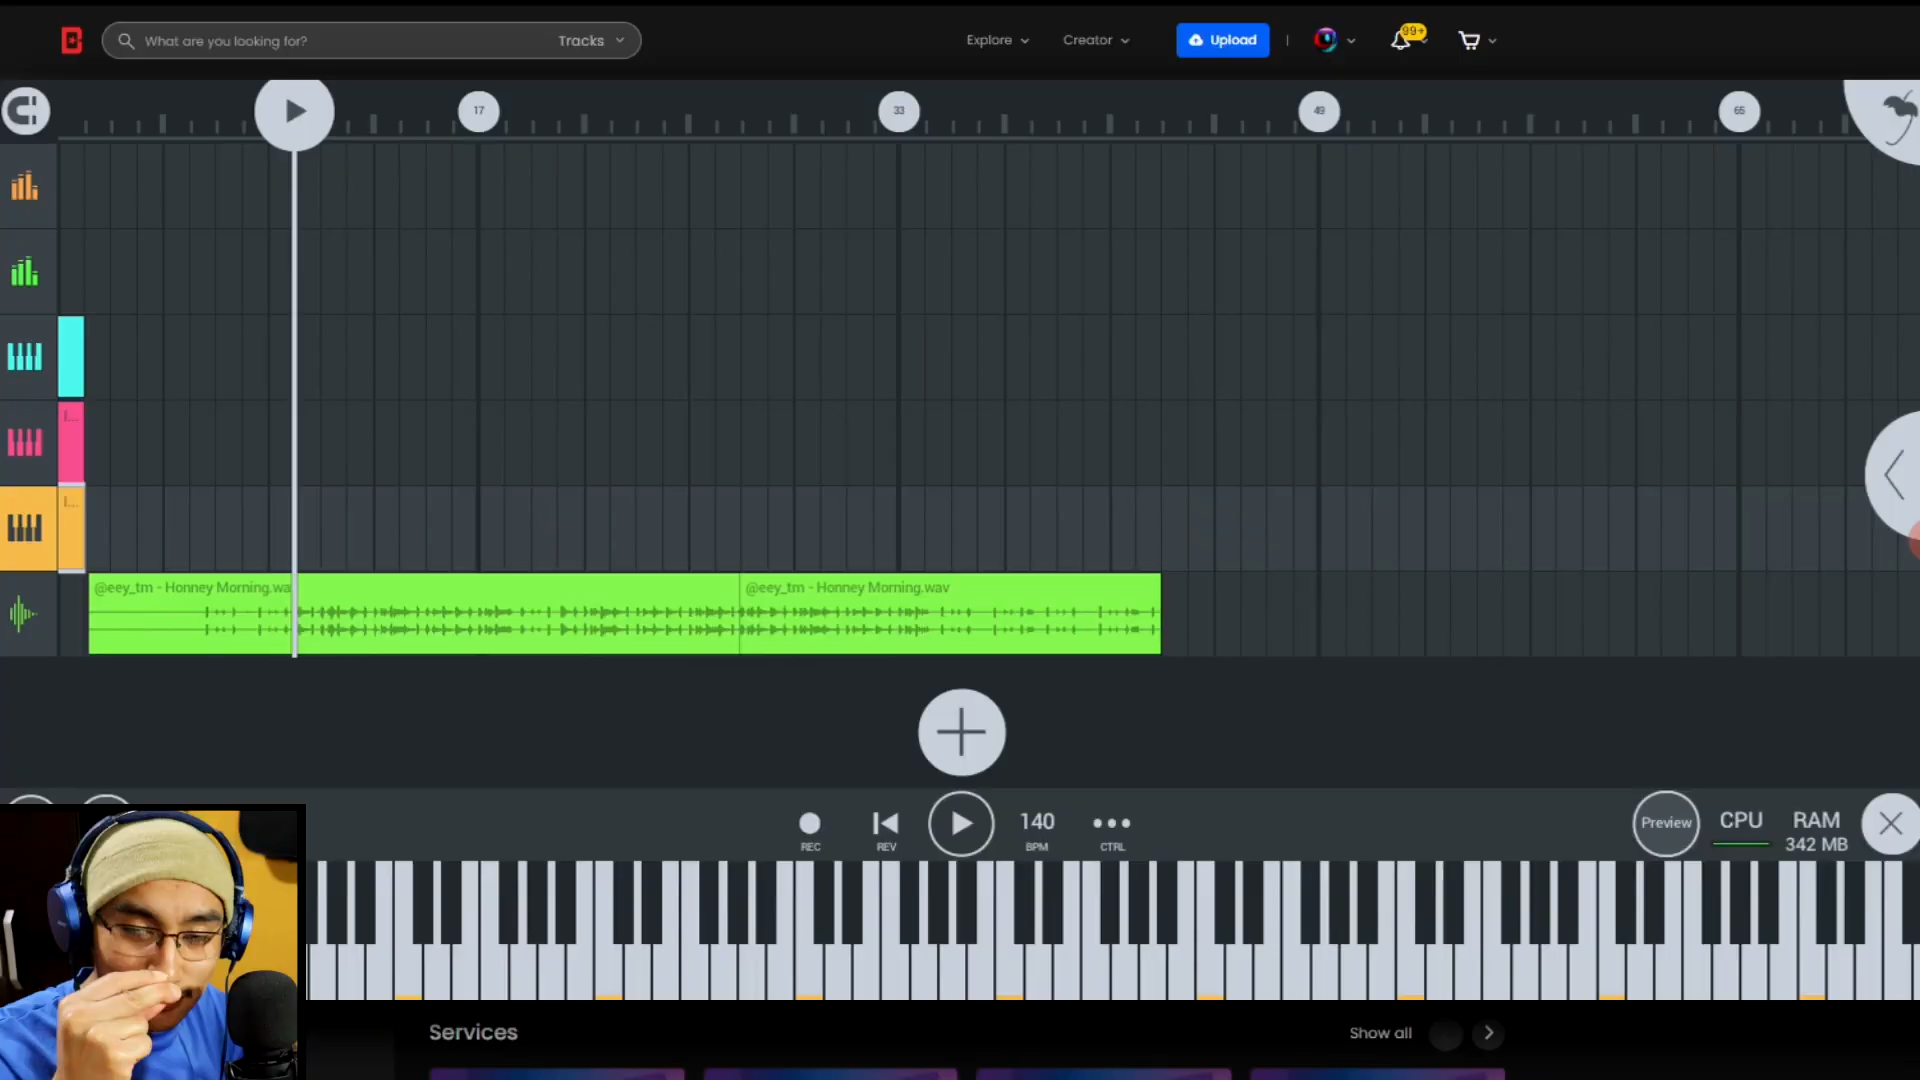 What are you looking for?
Tracks
Explore
Creator
Upload
99+
17
33
49
65
I...
I...
@eey_tm - Honney Morning.wa
@eey_tm - Honney Morning.wav
REC
REV
140
BPM
CTRL
Preview
CPU
RAM
342 MB
Services
Show all